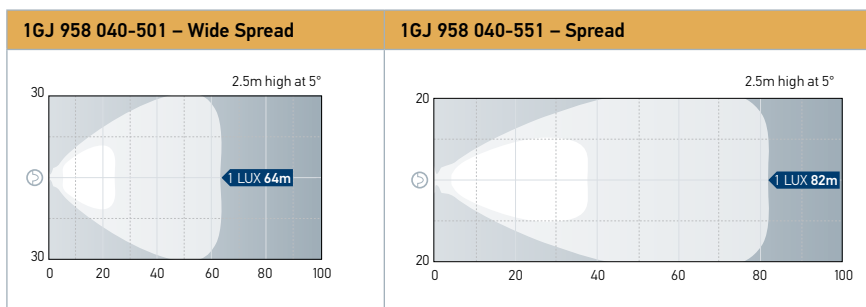 1GJ 958 040-501 – Wide Spread
2.5m high at 5°
30
1 LUX 64m
30
0 20 40 60 80 100
1GJ 958 040-551 – Spread
2.5m high at 5°
20
1 LUX 82m
20
0 20 40 60 80 100